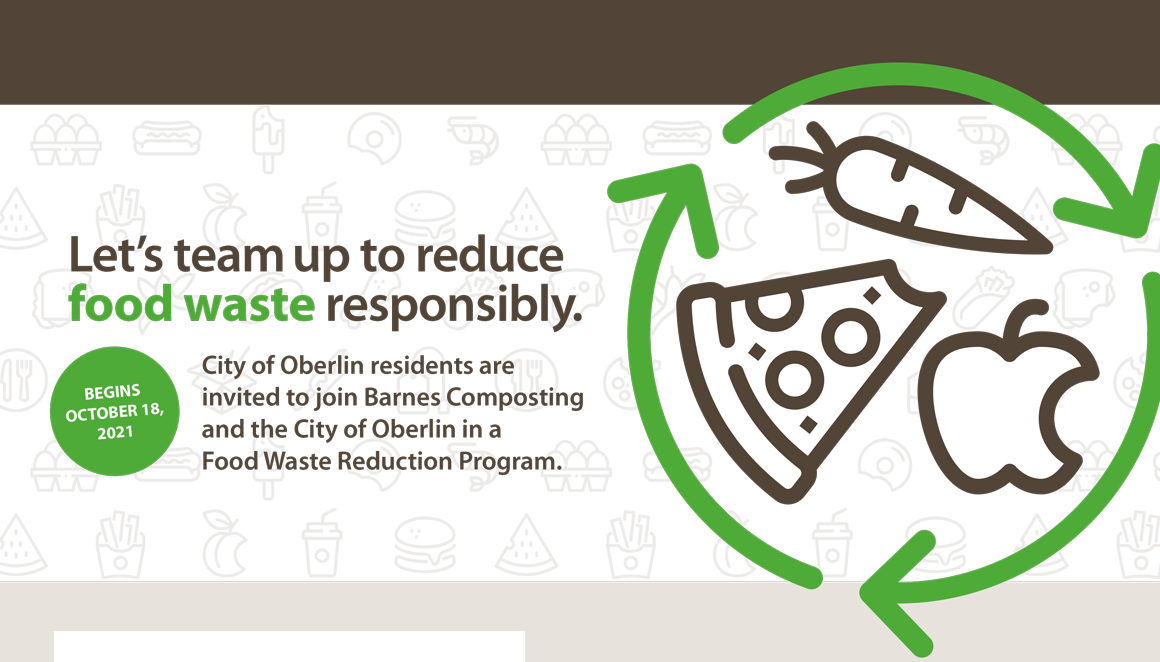 Let's team up to reduce
food waste responsibly.
BEGINS
OCTOBER 18,
2021
City of Oberlin residents are
invited to join Barnes Composting
and the City of Oberlin in a
Food Waste Reduction Program.